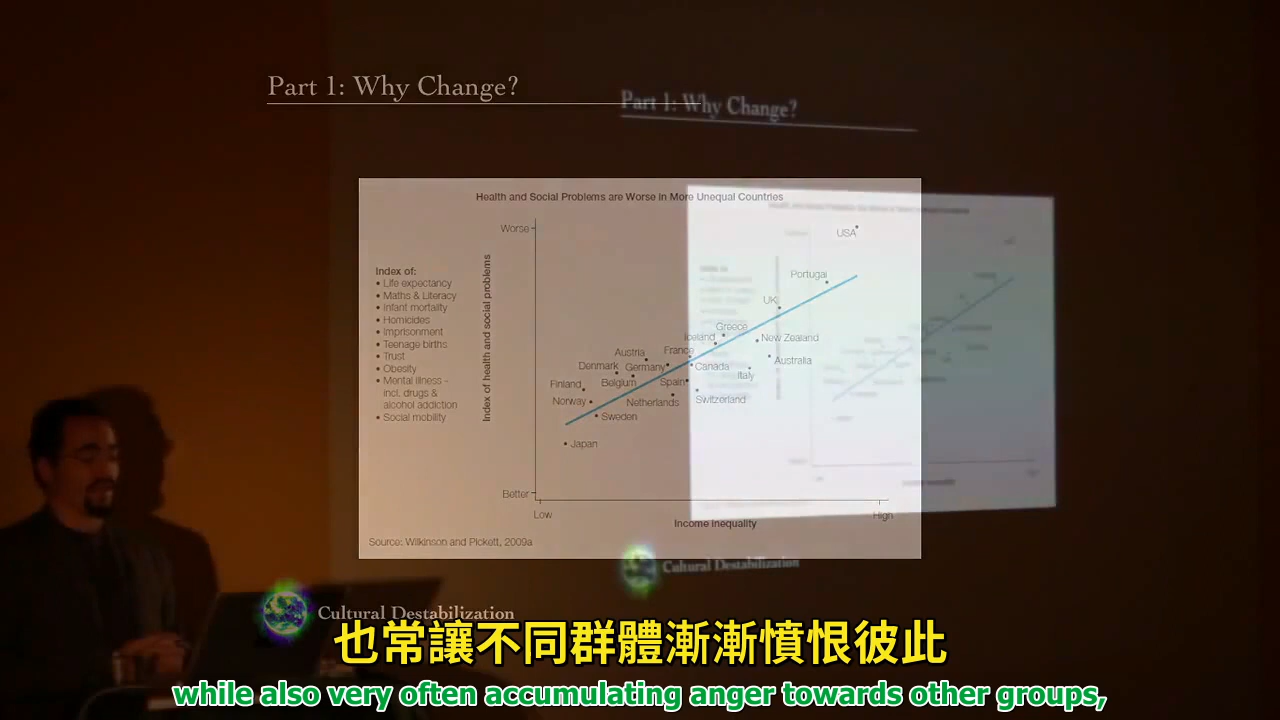 Part 1: Why Change?
Part 1: Why Change?
Health and Social Problems are Worse in More Unequal Countries
Worse
USA
Portugal
UK
Index of:
• Life expectancy
• Maths & Literacy
• Infant mortality
• Homicides
• Imprisonment
• Teenage births
• Trust
• Obesity
• Mental illness -
incl. drugs &
alcohol addiction
• Social mobility
Index of health and social problems
Greece
Iceland
New Zealand
Austria
France
Australia
Denmark
Germany
Canada
Italy
Finland
Belgium
Spain
Norway
Netherlands
Switzerland
Sweden
Japan
Better
Low
High
Income Inequality
Source: Wilkinson and Pickett, 2009a
Cultural Destabilization
Cultural Destabilization
也常讓不同群體漸漸憤恨彼此
while also very often accumulating anger towards other groups,